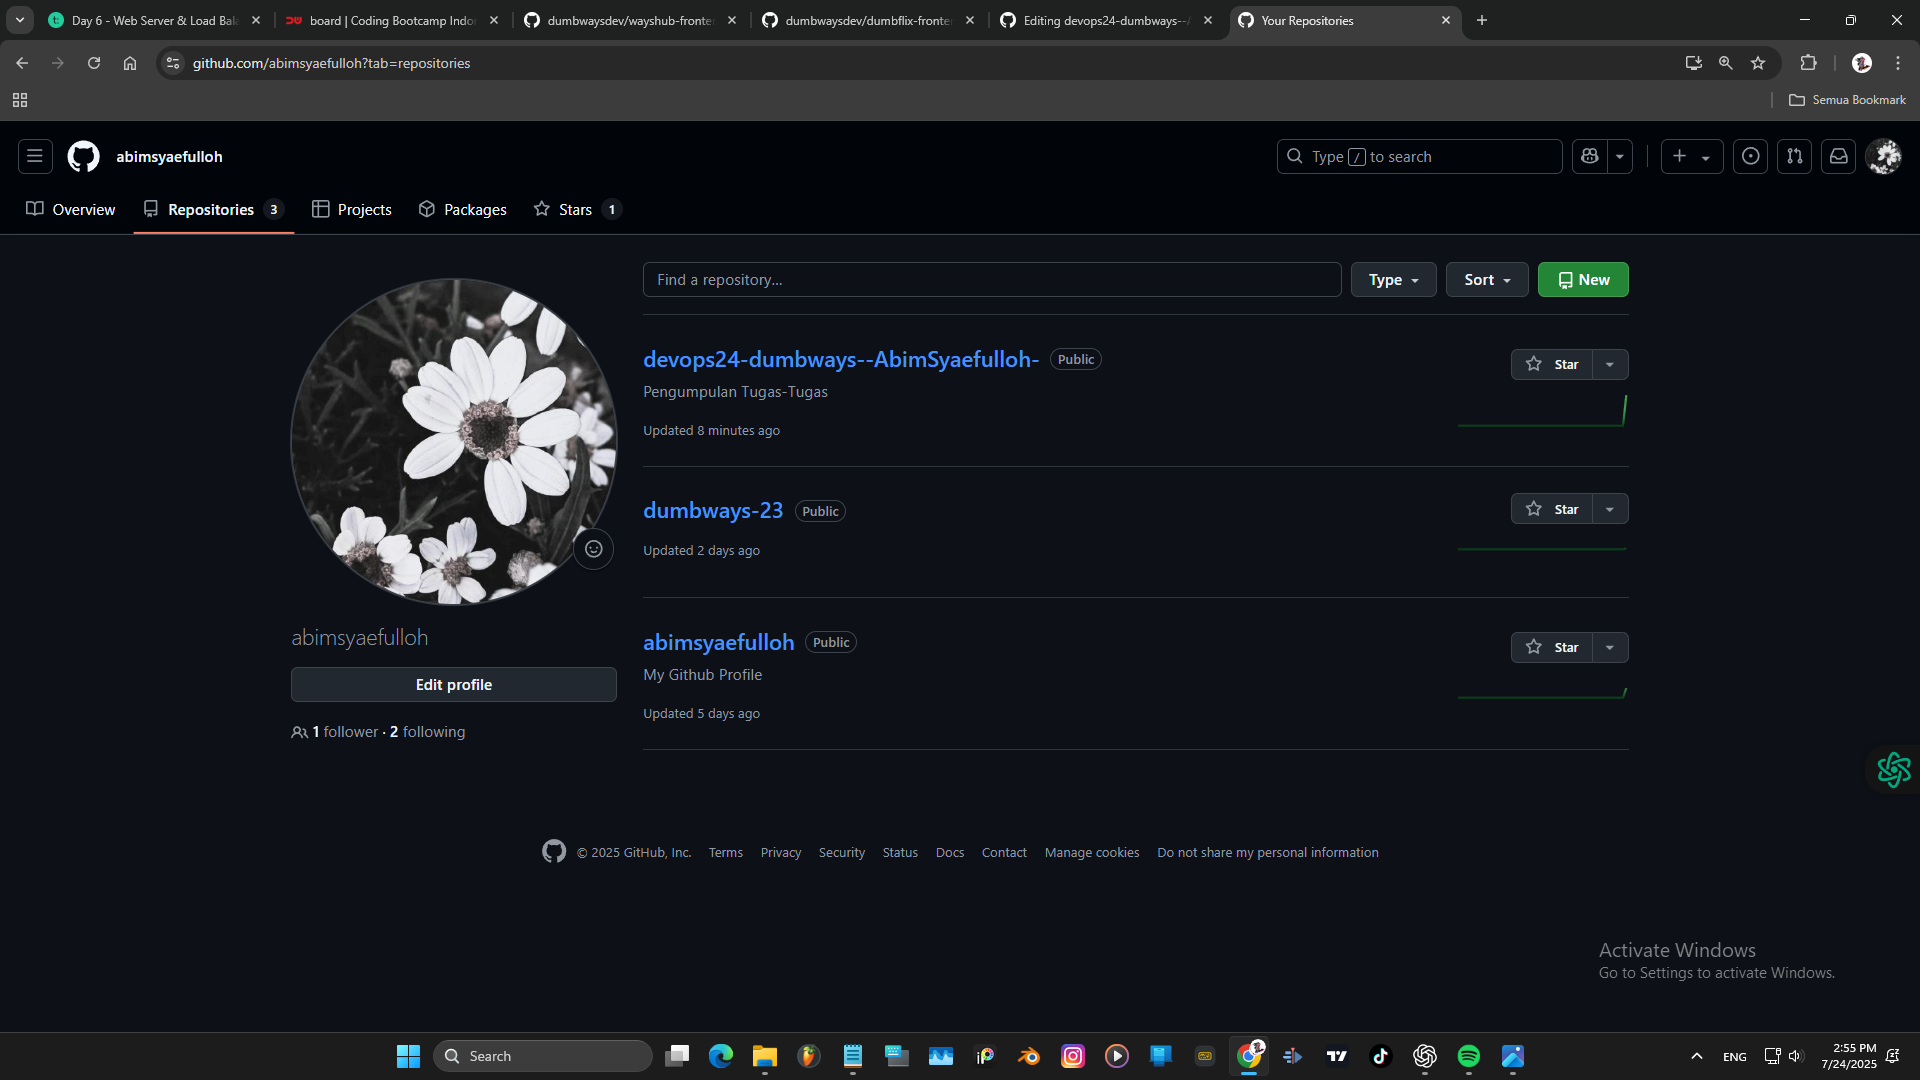 Day 6 - Web Server & Load Bala
board | Coding Bootcamp Indon
dumbwaysdev/wayshub-fronte
dumbwaysdev/dumbflix-fronte
Editing devops24-dumbways--A
Your Repositories
github.com/abimsyaefulloh?tab=repositories
Semua Bookmark
abimsyaefulloh
Type / to search
Overview
Repositories 3
Projects
Packages
Stars 1
Find a repository...
Type
Sort
New
devops24-dumbways--AbimSyaefulloh- Public
Star
Pengumpulan Tugas-Tugas
Updated 8 minutes ago
dumbways-23 Public
Star
Updated 2 days ago
abimsyaefulloh
Edit profile
1 follower · 2 following
abimsyaefulloh Public
Star
My Github Profile
Updated 5 days ago
© 2025 GitHub, Inc. Terms Privacy Security Status Docs Contact Manage cookies Do not share my personal information
Activate Windows
Go to Settings to activate Windows.
Search
ENG
2:55 PM
7/24/2025